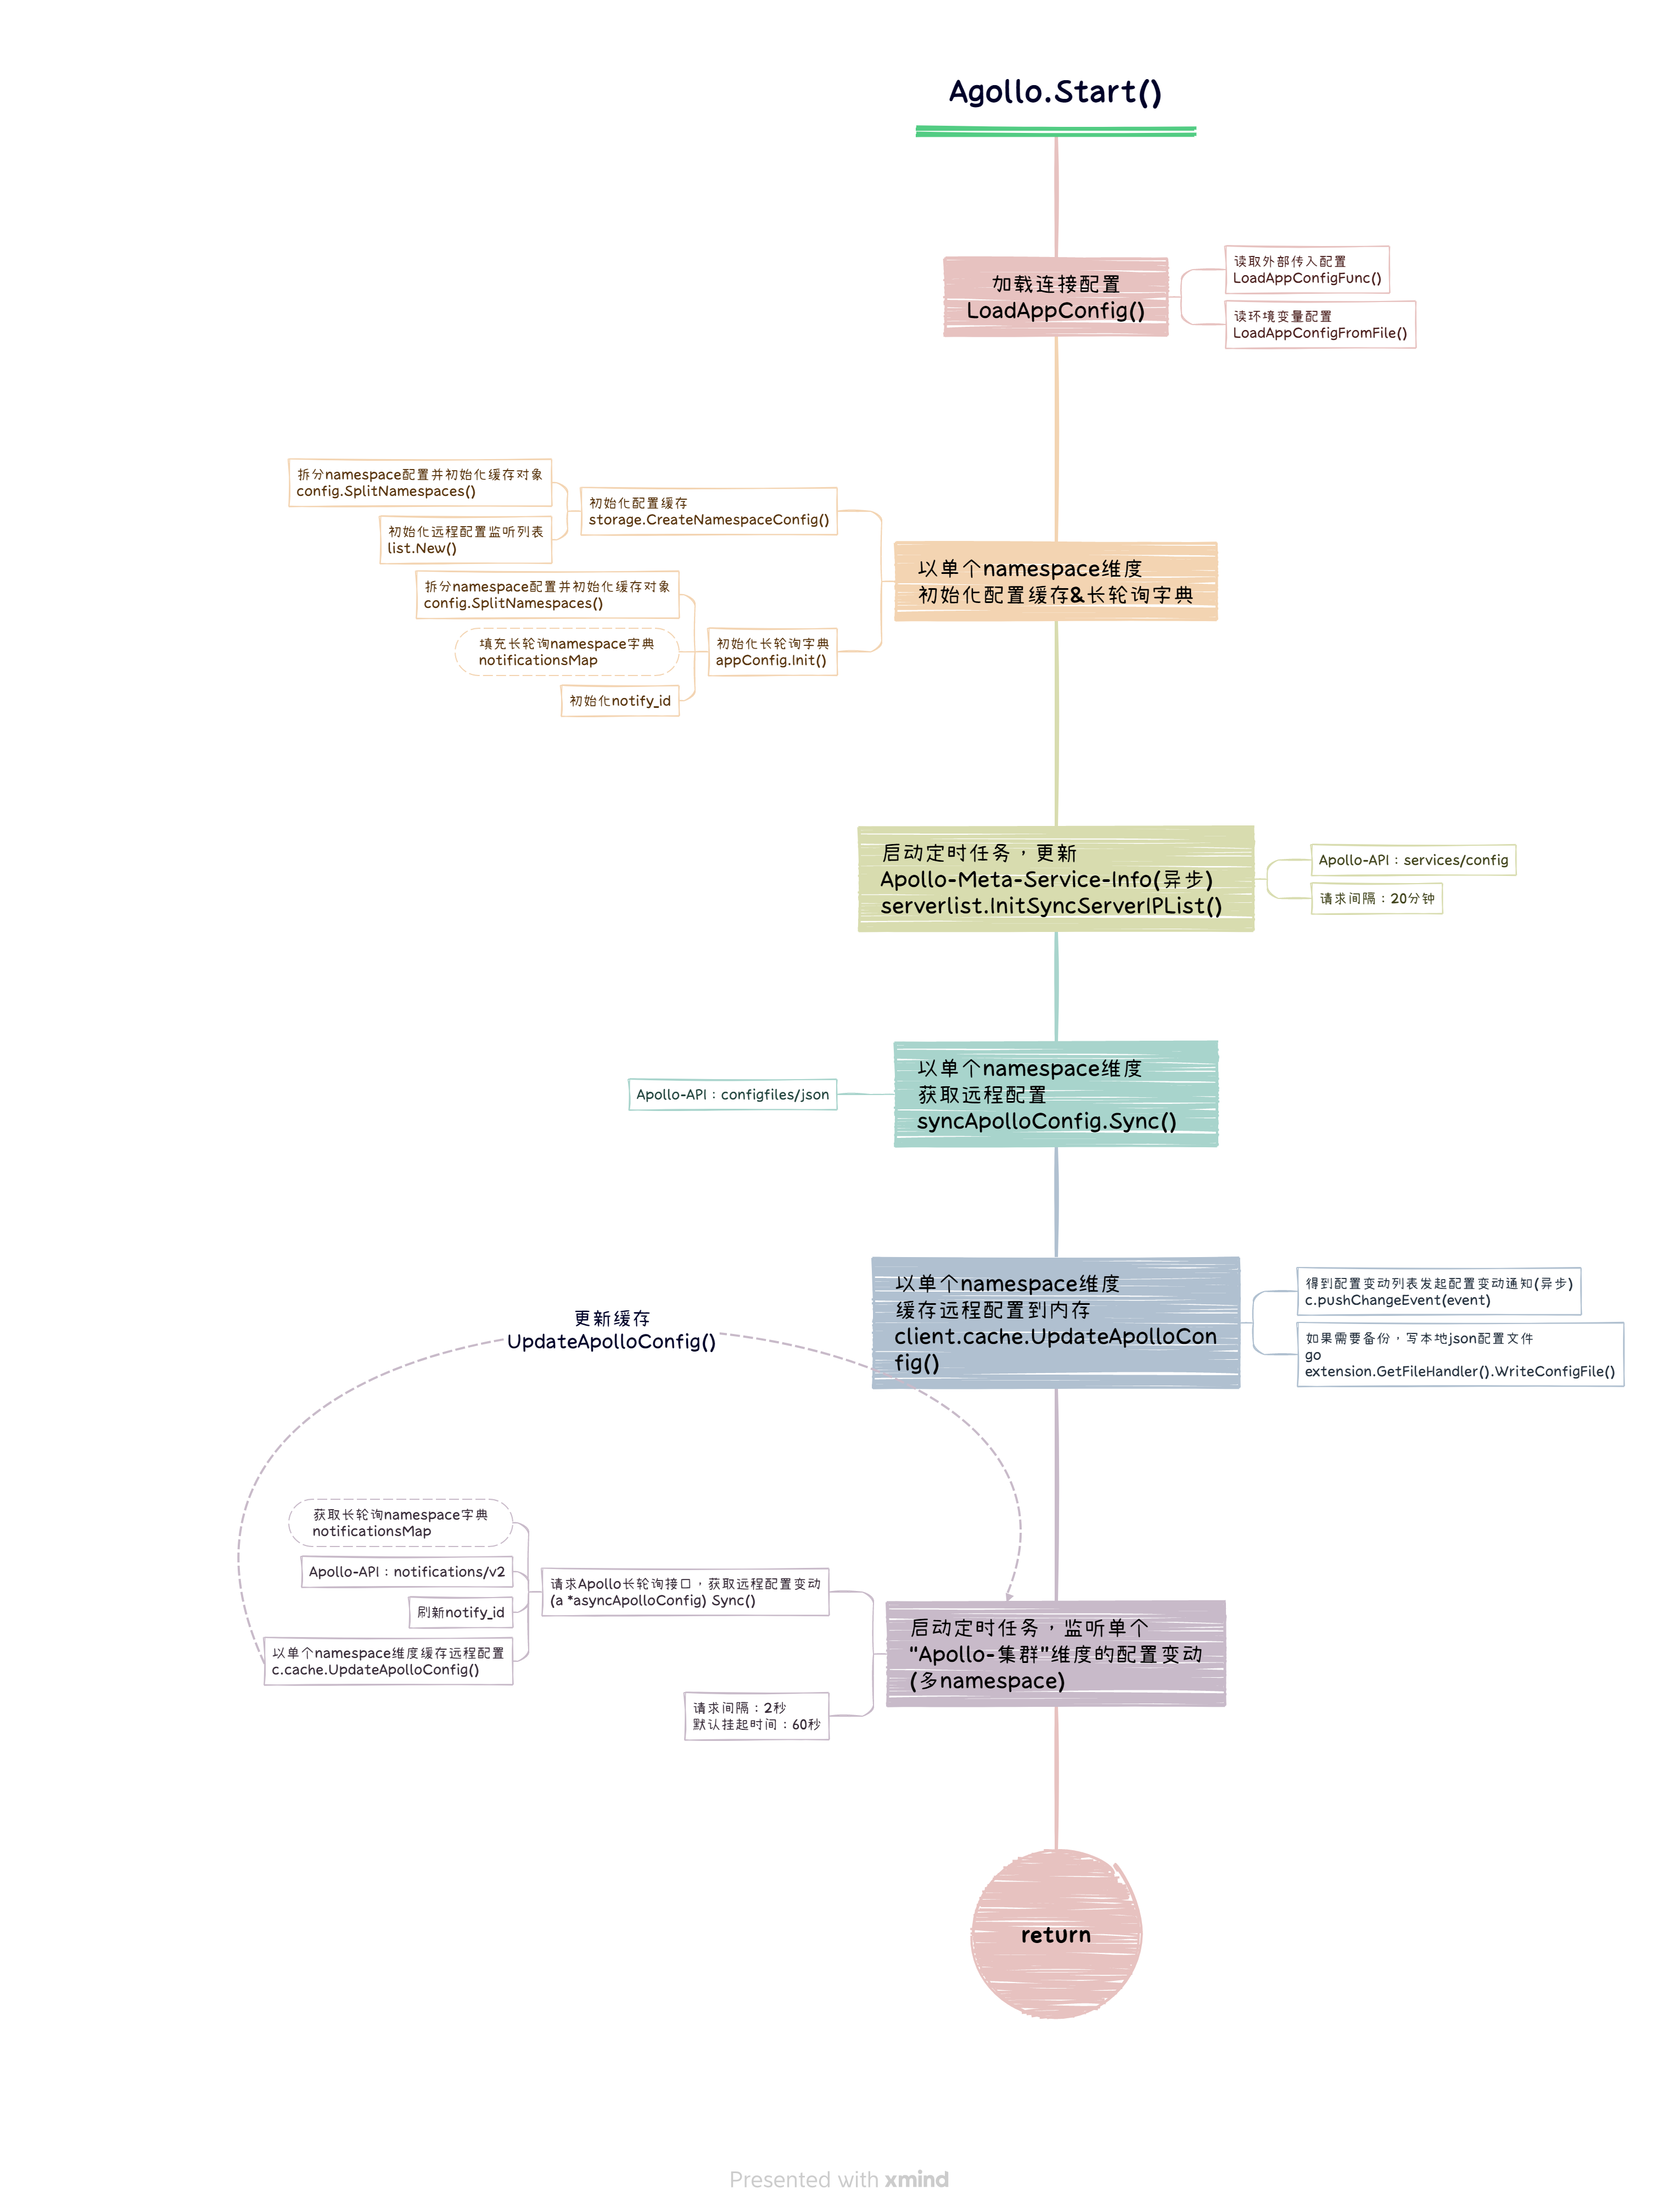 Agollo.Start()
加载连接配置
LoadAppConfig()
读取外部传入配置
LoadAppConfigFunc()
读环境变量配置
LoadAppConfigFromFile()
以单个namespace维度
初始化配置缓存&长轮询字典
初始化配置缓存
storage.CreateNamespaceConfig()
拆分namespace配置并初始化缓存对象
config.SplitNamespaces()
初始化远程配置监听列表
list.New()
初始化长轮询字典
appConfig.Init()
拆分namespace配置并初始化缓存对象
config.SplitNamespaces()
填充长轮询namespace字典
notificationsMap
初始化notify_id
启动定时任务，更新
Apollo-Meta-Service-Info(异步)
serverlist.InitSyncServerIPList()
Apollo-API：services/config
请求间隔：20分钟
以单个namespace维度
获取远程配置
syncApolloConfig.Sync()
Apollo-API：configfiles/json
以单个namespace维度
缓存远程配置到内存
client.cache.UpdateApolloCon
fig()
得到配置变动列表发起配置变动通知(异步)
c.pushChangeEvent(event)
如果需要备份，写本地json配置文件
go
extension.GetFileHandler().WriteConfigFile()
更新缓存
UpdateApolloConfig()
启动定时任务，监听单个
"Apollo-集群"维度的配置变动
(多namespace)
请求Apollo长轮询接口，获取远程配置变动
(a *asyncApolloConfig) Sync()
获取长轮询namespace字典
notificationsMap
Apollo-API：notifications/v2
刷新notify_id
以单个namespace维度缓存远程配置
c.cache.UpdateApolloConfig()
请求间隔：2秒
默认挂起时间：60秒
return
Presented with xmind